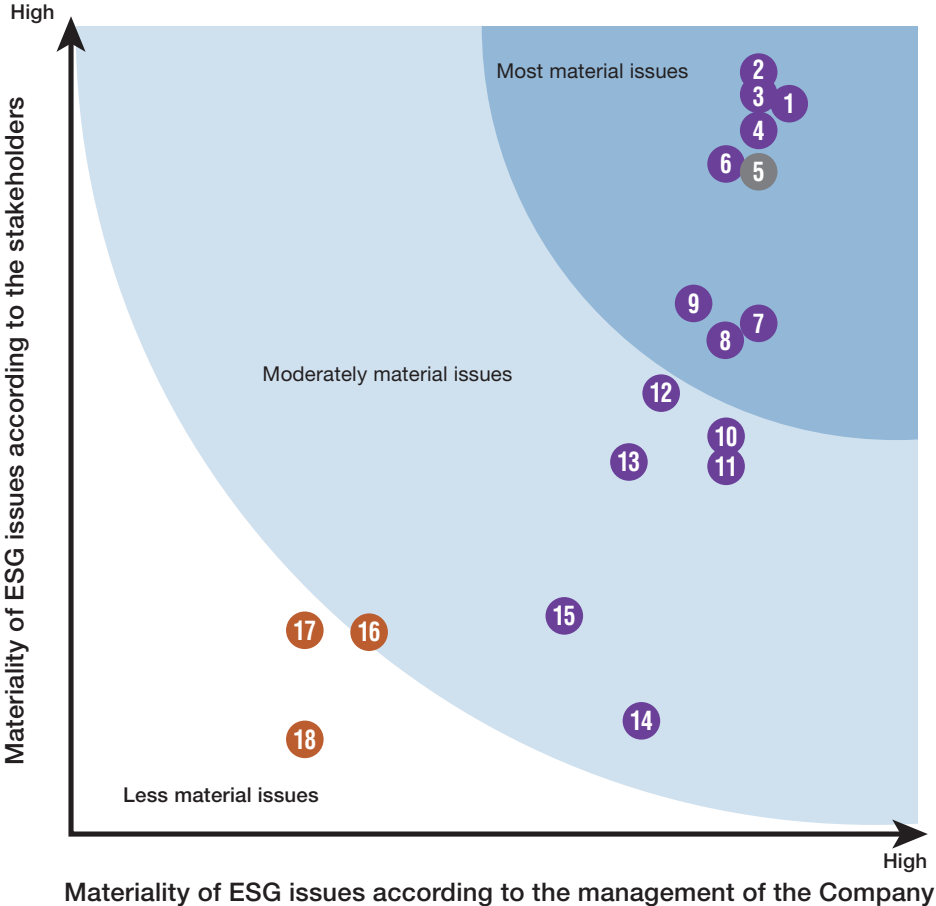 High
Materiality of ESG issues according to the stakeholders
Most material issues
2
3
1
4
6
5
9
7
8
Moderately material issues
12
10
13
11
15
17
16
14
18
Less material issues
High
Materiality of ESG issues according to the management of the Company